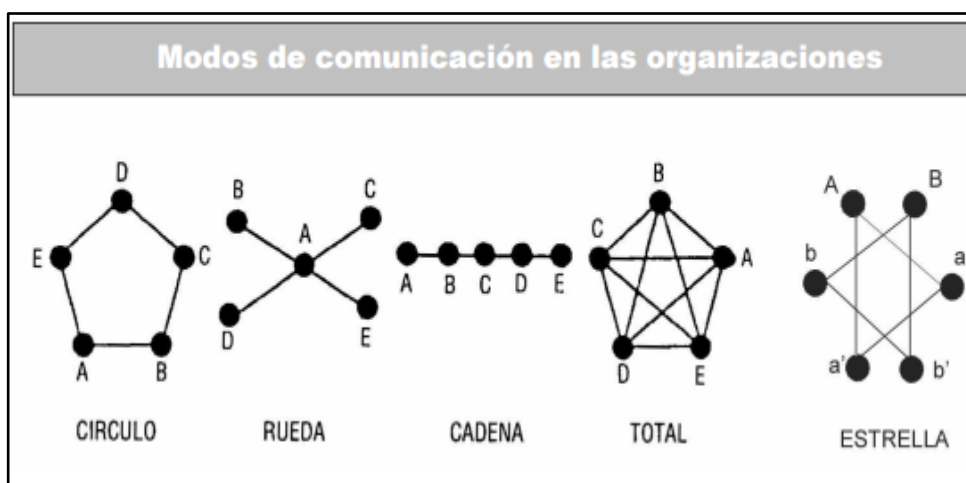 Modos de comunicación en las organizaciones
D
E
C
A
B
CIRCULO
B
C
A
D
E
RUEDA
A B C D E
CADENA
B
C
A
D
E
TOTAL
A
B
b
a
a'
b'
ESTRELLA